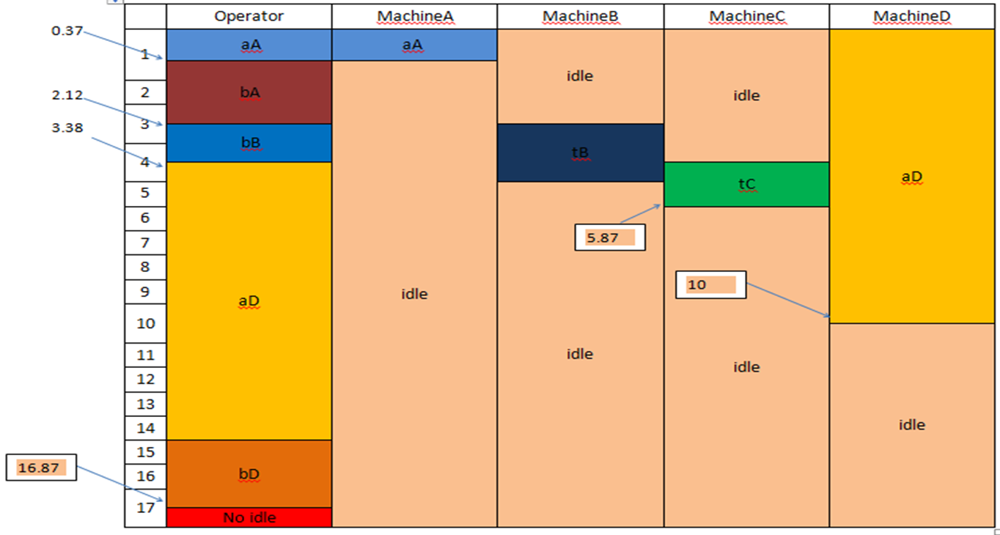 Operator MachineA MachineB MachineC MachineD
0.37
1 aA aA
idle
2 bA idle
2.12
3
3.38
bB tB
4
aD
tC
5
6
5.87
7
8
10
9 idle
aD
10
11 idle
12 idle
13
14 idle
15
16.87
16 bD
17
No idle